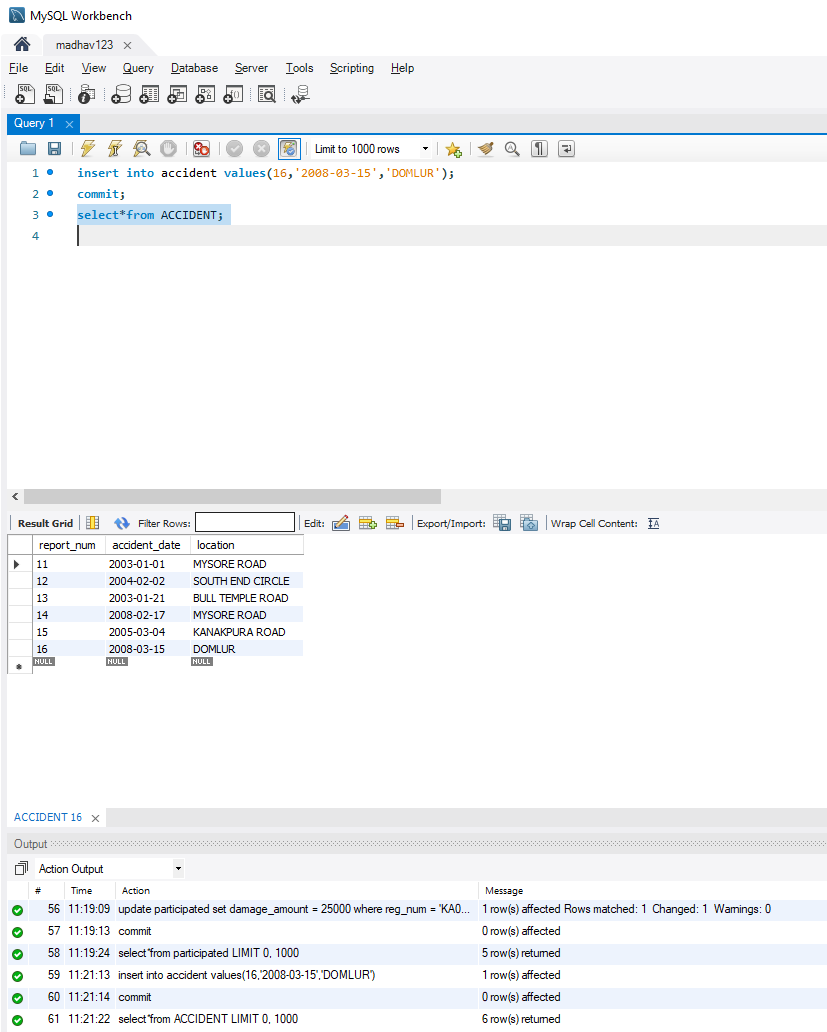 MySQL Workbench
madhav123
File Edit View Query Database Server Tools Scripting Help
Query 1
Limit to 1000 rows
1 insert into accident values(16,'2008-03-15','DOMLUR');
2 commit;
3 select*from ACCIDENT;
4
Result Grid Filter Rows: Edit: Export/Import: Wrap Cell Content:
report_num accident_date location
11 2003-01-01 MYSORE ROAD
12 2004-02-02 SOUTH END CIRCLE
13 2003-01-21 BULL TEMPLE ROAD
14 2008-02-17 MYSORE ROAD
15 2005-03-04 KANAKPURA ROAD
16 2008-03-15 DOMLUR
NULL NULL NULL
ACCIDENT 16
Output
Action Output
# Time Action Message
56 11:19:09 update participated set damage_amount = 25000 where reg_num = 'KA0... 1 row(s) affected Rows matched: 1 Changed: 1 Warnings: 0
57 11:19:13 commit 0 row(s) affected
58 11:19:24 select*from participated LIMIT 0, 1000 5 row(s) returned
59 11:21:13 insert into accident values(16,'2008-03-15','DOMLUR') 1 row(s) affected
60 11:21:14 commit 0 row(s) affected
61 11:21:22 select*from ACCIDENT LIMIT 0, 1000 6 row(s) returned